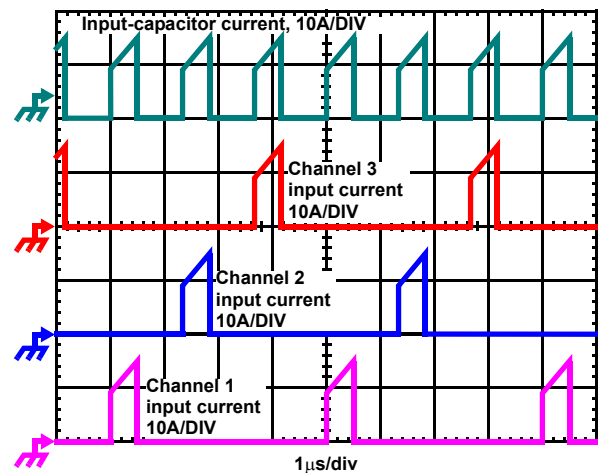 Input-capacitor current, 10A/DIV
Channel 3
input current
10A/DIV
Channel 2
input current
10A/DIV
Channel 1
input current
10A/DIV
1μs/div